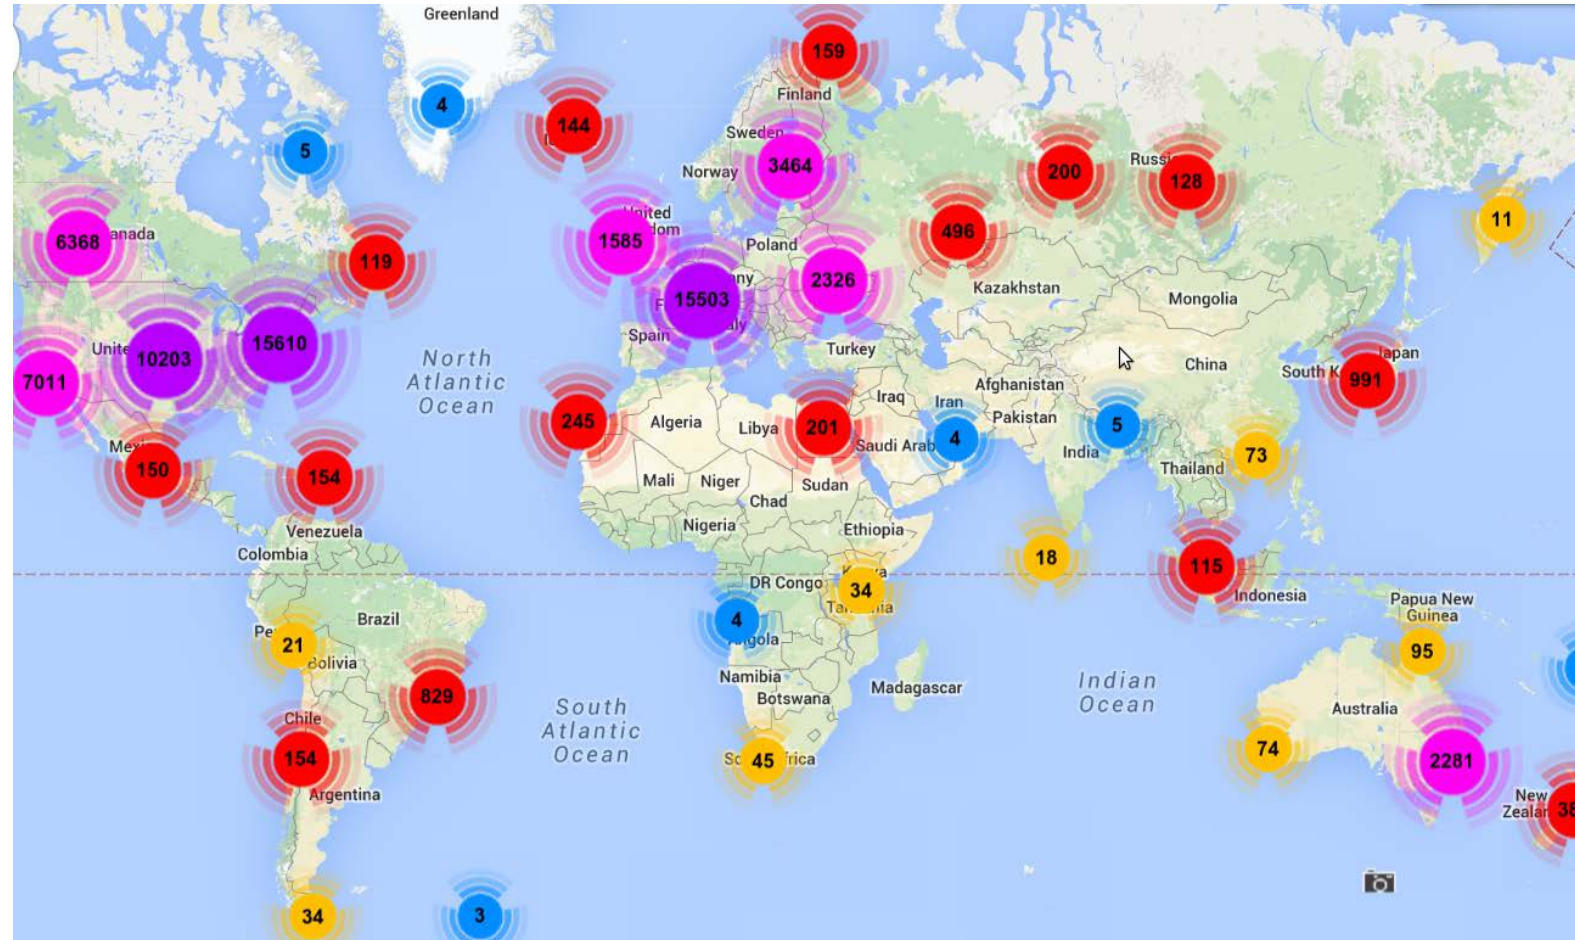 Greenland
159
Finland
4
144
Sweden
3464
Norway
5
200
128
11
6368
1585
496
119
Poland
15503
2326
Kazakhstan
Mongolia
10203
15610
7011
Spain
Turkey
North
Atlantic
Ocean
China
991
Afghanistan
Iraq
Iran
Pakistan
245
Algeria
Libya
201
4
5
India
73
Thailand
150
154
Mali
Niger
Sudan
Chad
Nigeria
Ethiopia
Venezuela
Colombia
18
115
DR Congo
34
Indonesia
Papua New
Guinea
Brazil
4
21
Bolivia
95
Namibia
Botswana
Madagascar
Indian
Ocean
829
Australia
South
Atlantic
Ocean
Chile
154
45
74
2281
Argentina
New
34
3